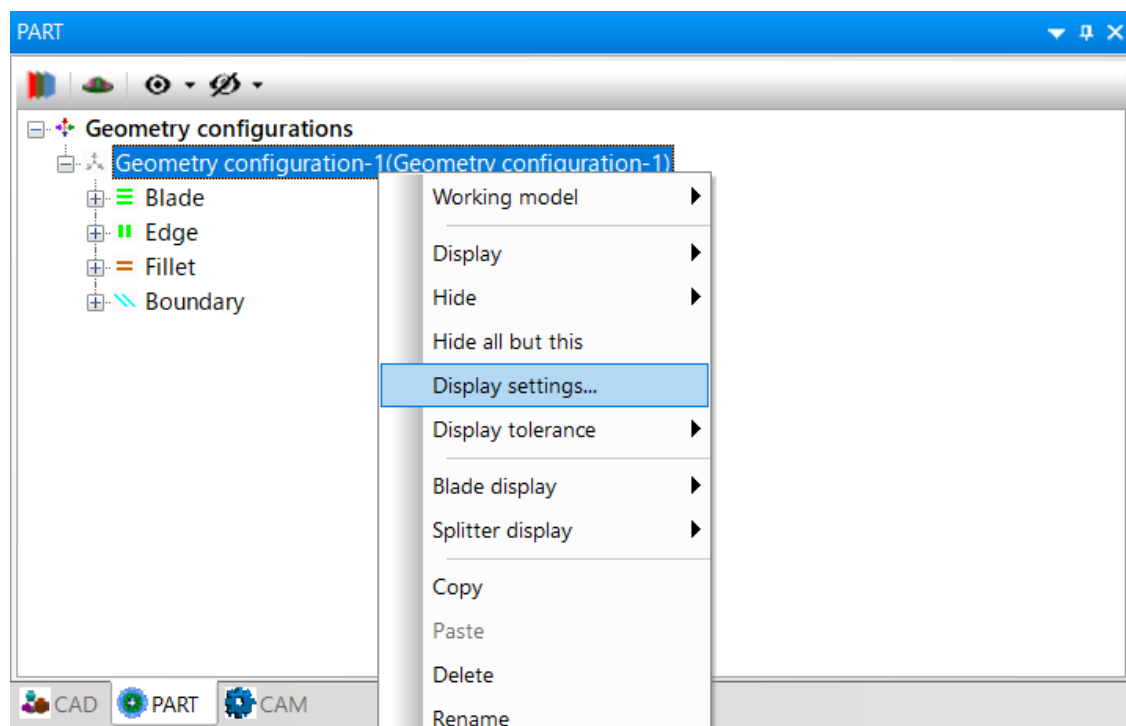 PART
Geometry configurations
Geometry configuration-1(Geometry configuration-1)
Blade
Edge
Fillet
Boundary
Working model
Display
Hide
Hide all but this
Display settings...
Display tolerance
Blade display
Splitter display
Copy
Paste
Delete
Rename
CAD
PART
CAM